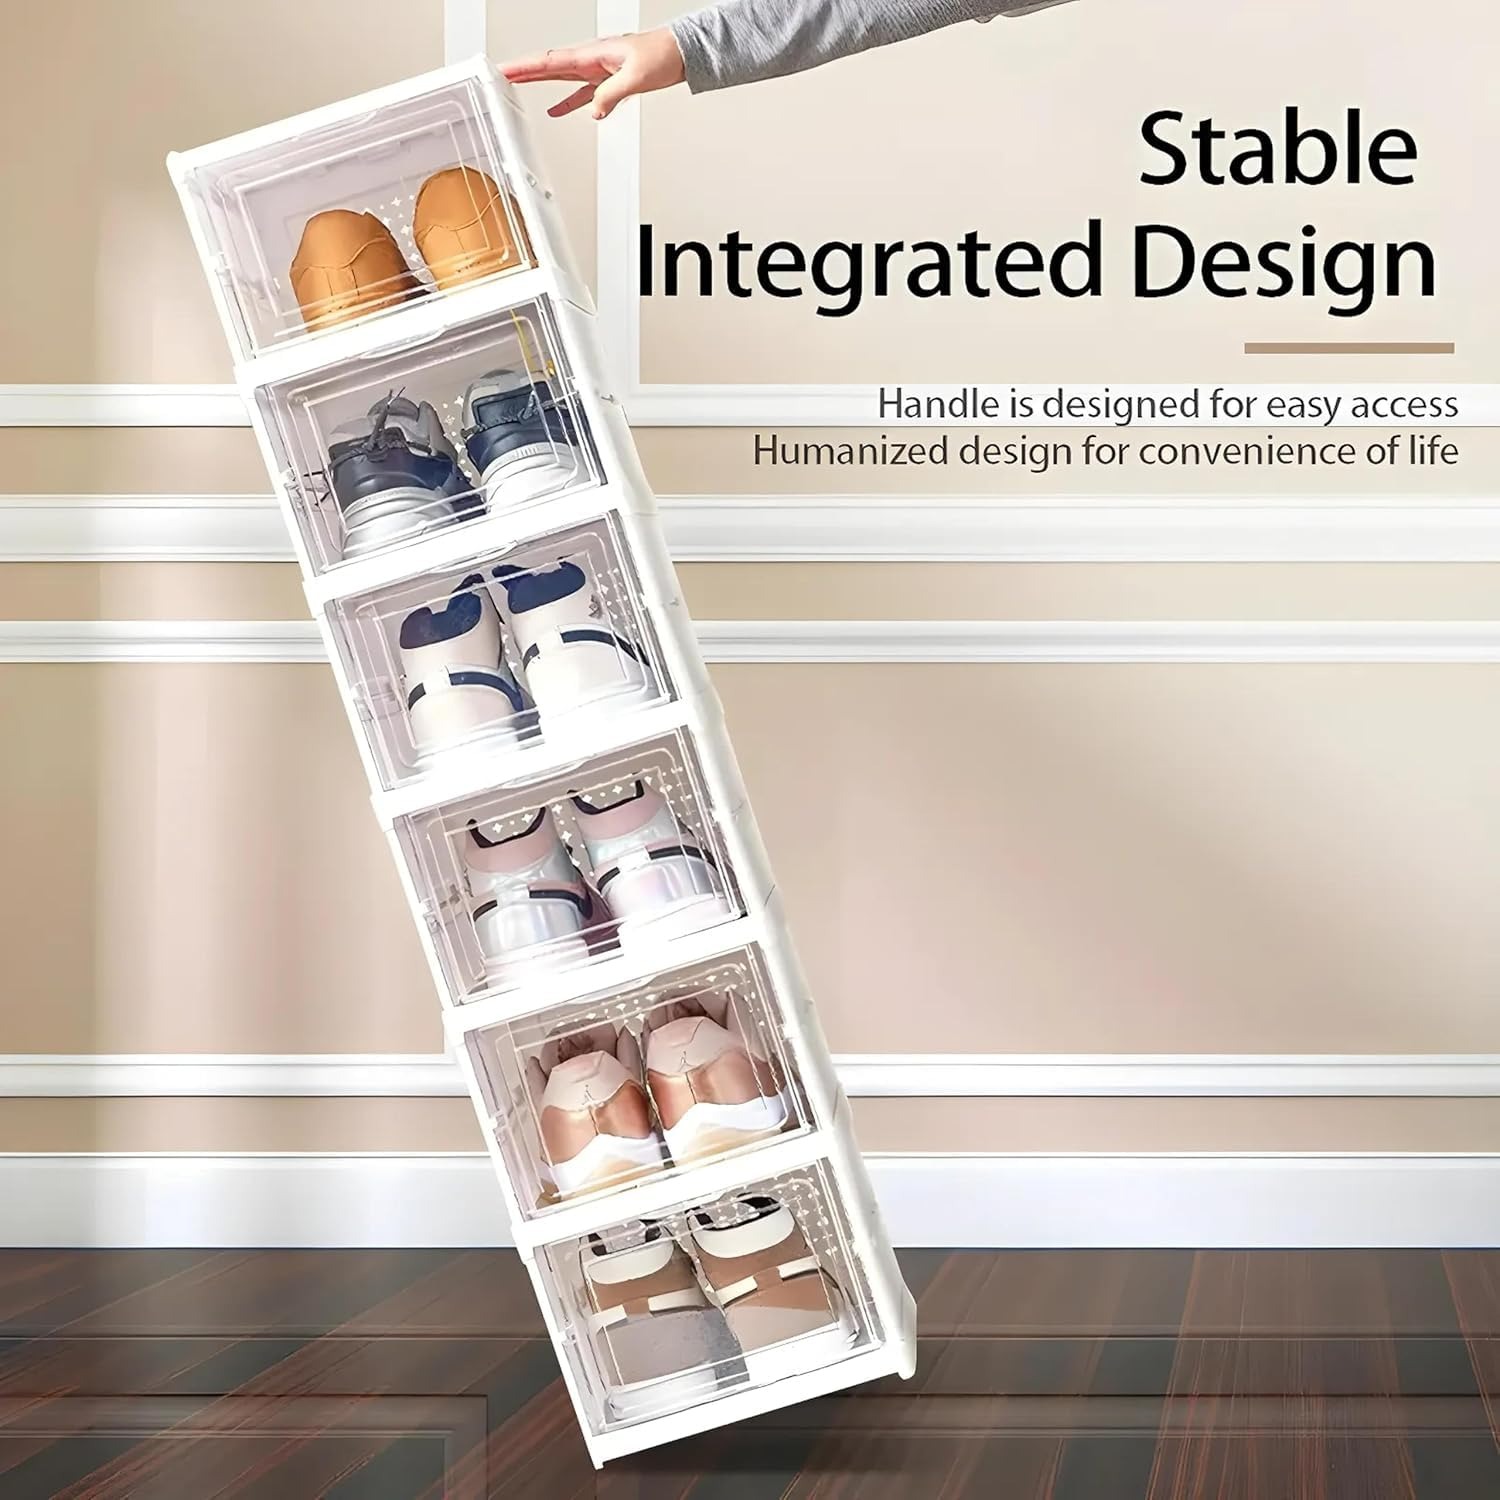 Stable
Integrated Design
Handle is designed for easy access
Humanized design for convenience of life